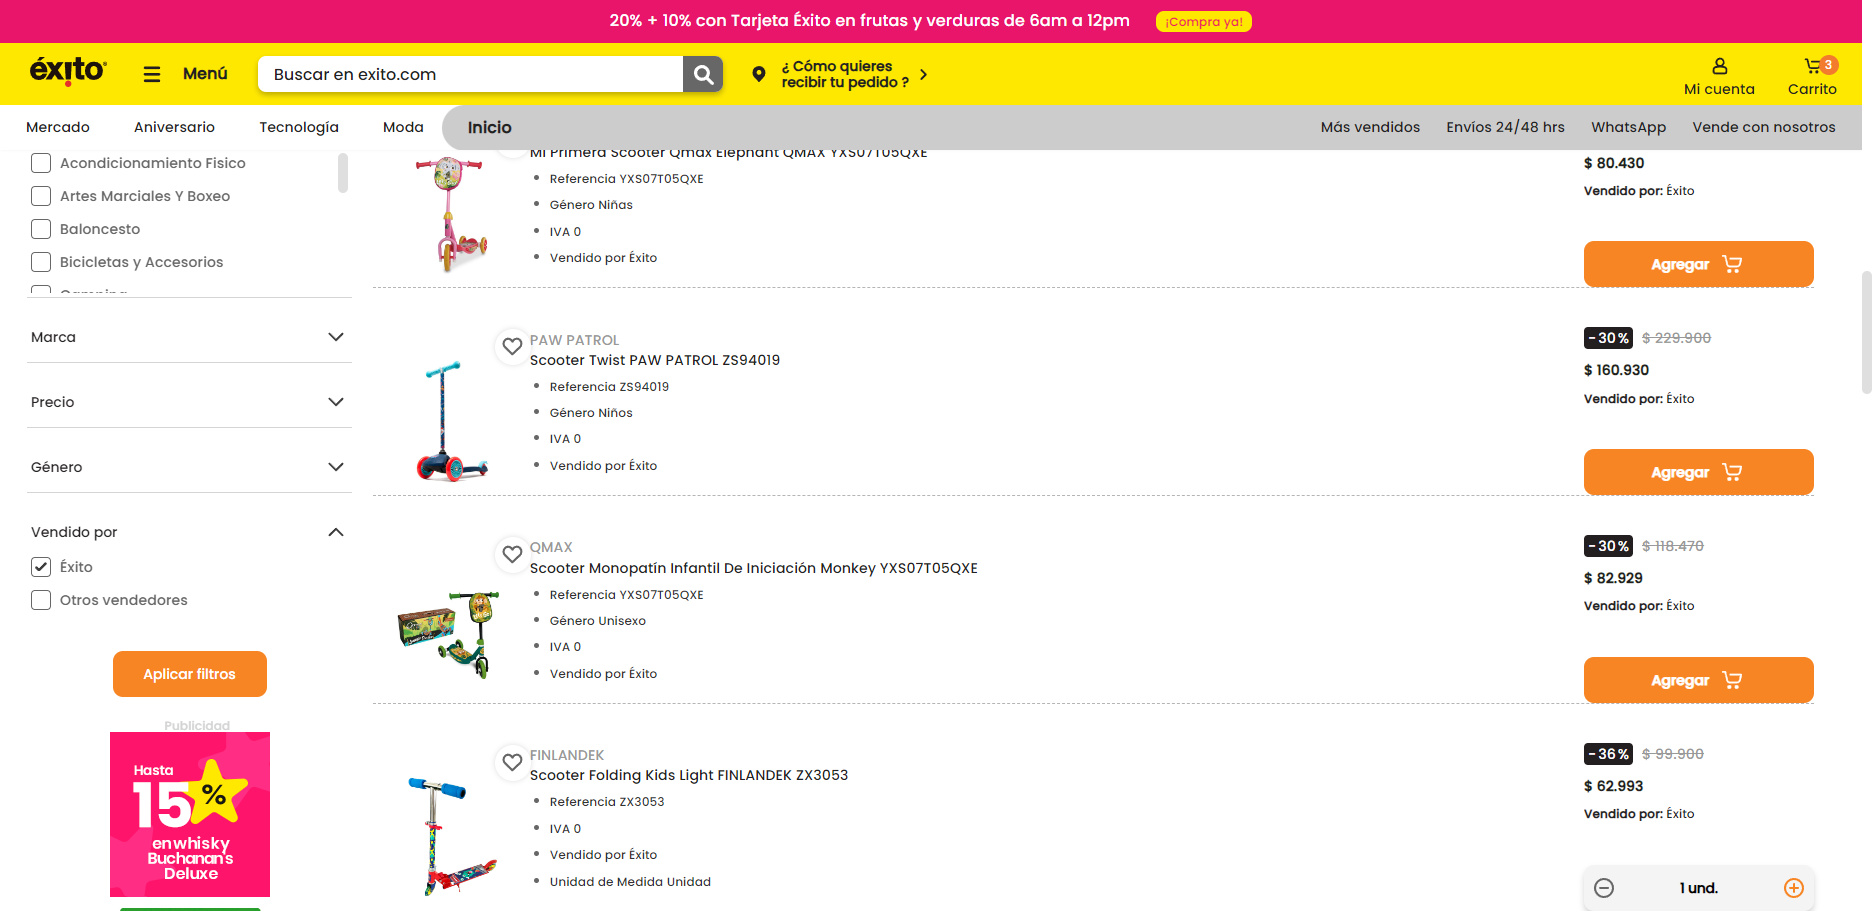 20% + 10% con Tarjeta Éxito en frutas y verduras de 6am a 12pm
¡Compra ya!
éxito
Menú
Buscar en exito.com
¿ Cómo quieres
recibir tu pedido ?
Mi cuenta
3
Carrito
Mercado
Aniversario
Tecnología
Moda
Inicio
Más vendidos
Envíos 24/48 hrs
WhatsApp
Vende con nosotros
Acondicionamiento Fisico
Artes Marciales Y Boxeo
Baloncesto
Bicicletas y Accesorios
Camping
Marca
Precio
Género
Vendido por
Éxito
Otros vendedores
Aplicar filtros
Publicidad
Hasta
15%
en whisky
Buchanan's
Deluxe
Mi Primera Scooter Qmax Elephant QMAX YXS07T05QXE
Referencia YXS07T05QXE
Género Niñas
IVA 0
Vendido por Éxito
$ 80.430
Vendido por: Éxito
Agregar
PAW PATROL
Scooter Twist PAW PATROL ZS94019
Referencia ZS94019
Género Niños
IVA 0
Vendido por Éxito
-30% $ 229.900
$ 160.930
Vendido por: Éxito
Agregar
QMAX
Scooter Monopatín Infantil De Iniciación Monkey YXS07T05QXE
Referencia YXS07T05QXE
Género Unisexo
IVA 0
Vendido por Éxito
-30% $ 118.470
$ 82.929
Vendido por: Éxito
Agregar
FINLANDEK
Scooter Folding Kids Light FINLANDEK ZX3053
Referencia ZX3053
IVA 0
Vendido por Éxito
Unidad de Medida Unidad
-36% $ 99.900
$ 62.993
Vendido por: Éxito
1 und.